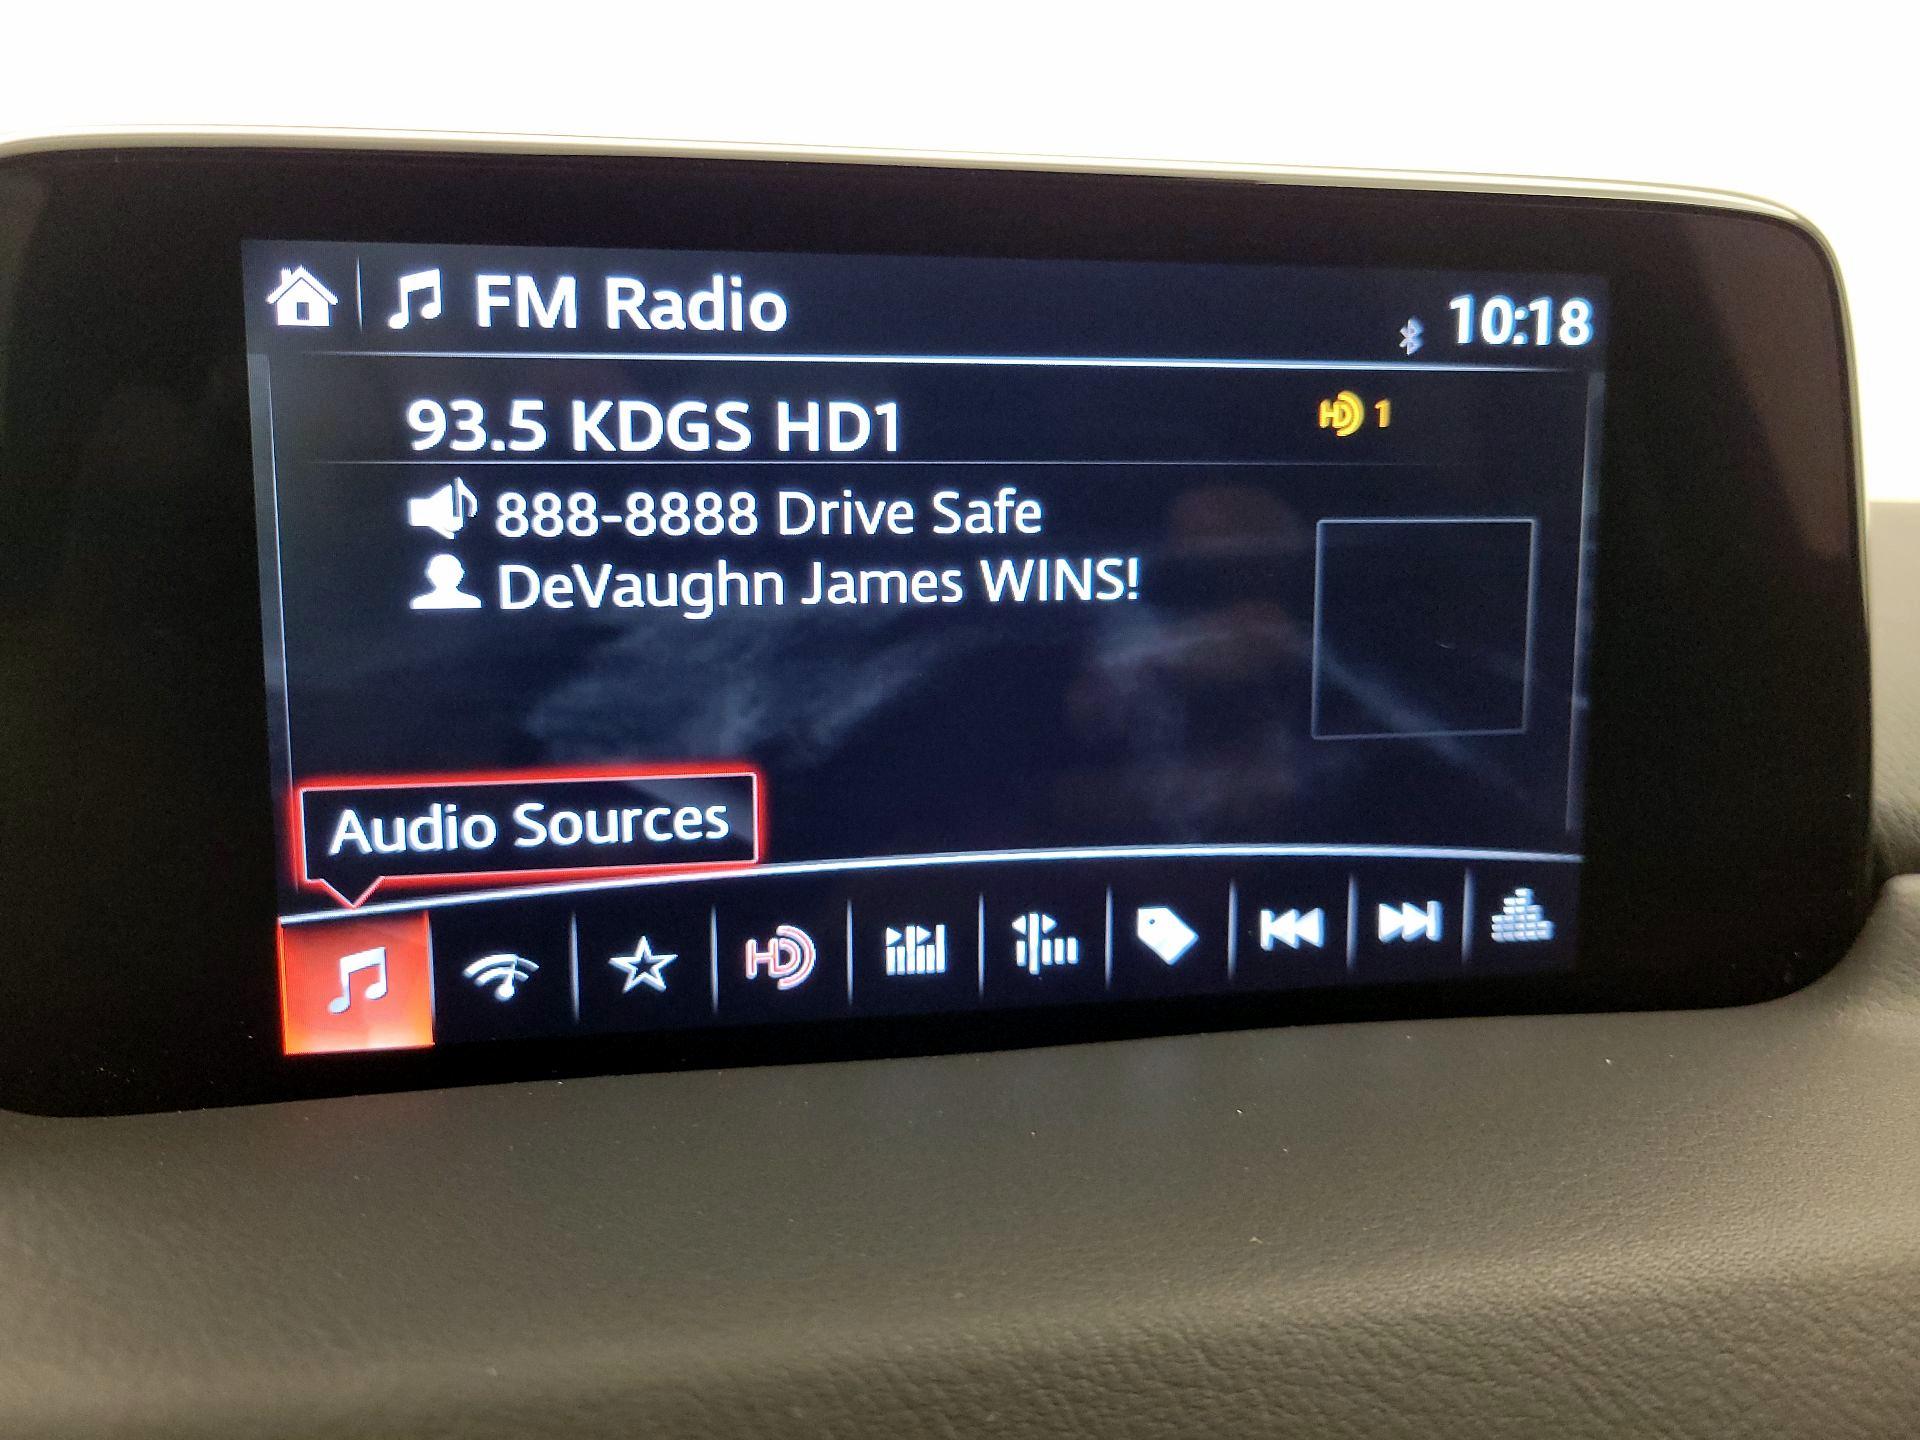 FM Radio
10:18
93.5 KDGS HD1
HD 1
888-8888 Drive Safe
DeVaughn James WINS!
Audio Sources
HD